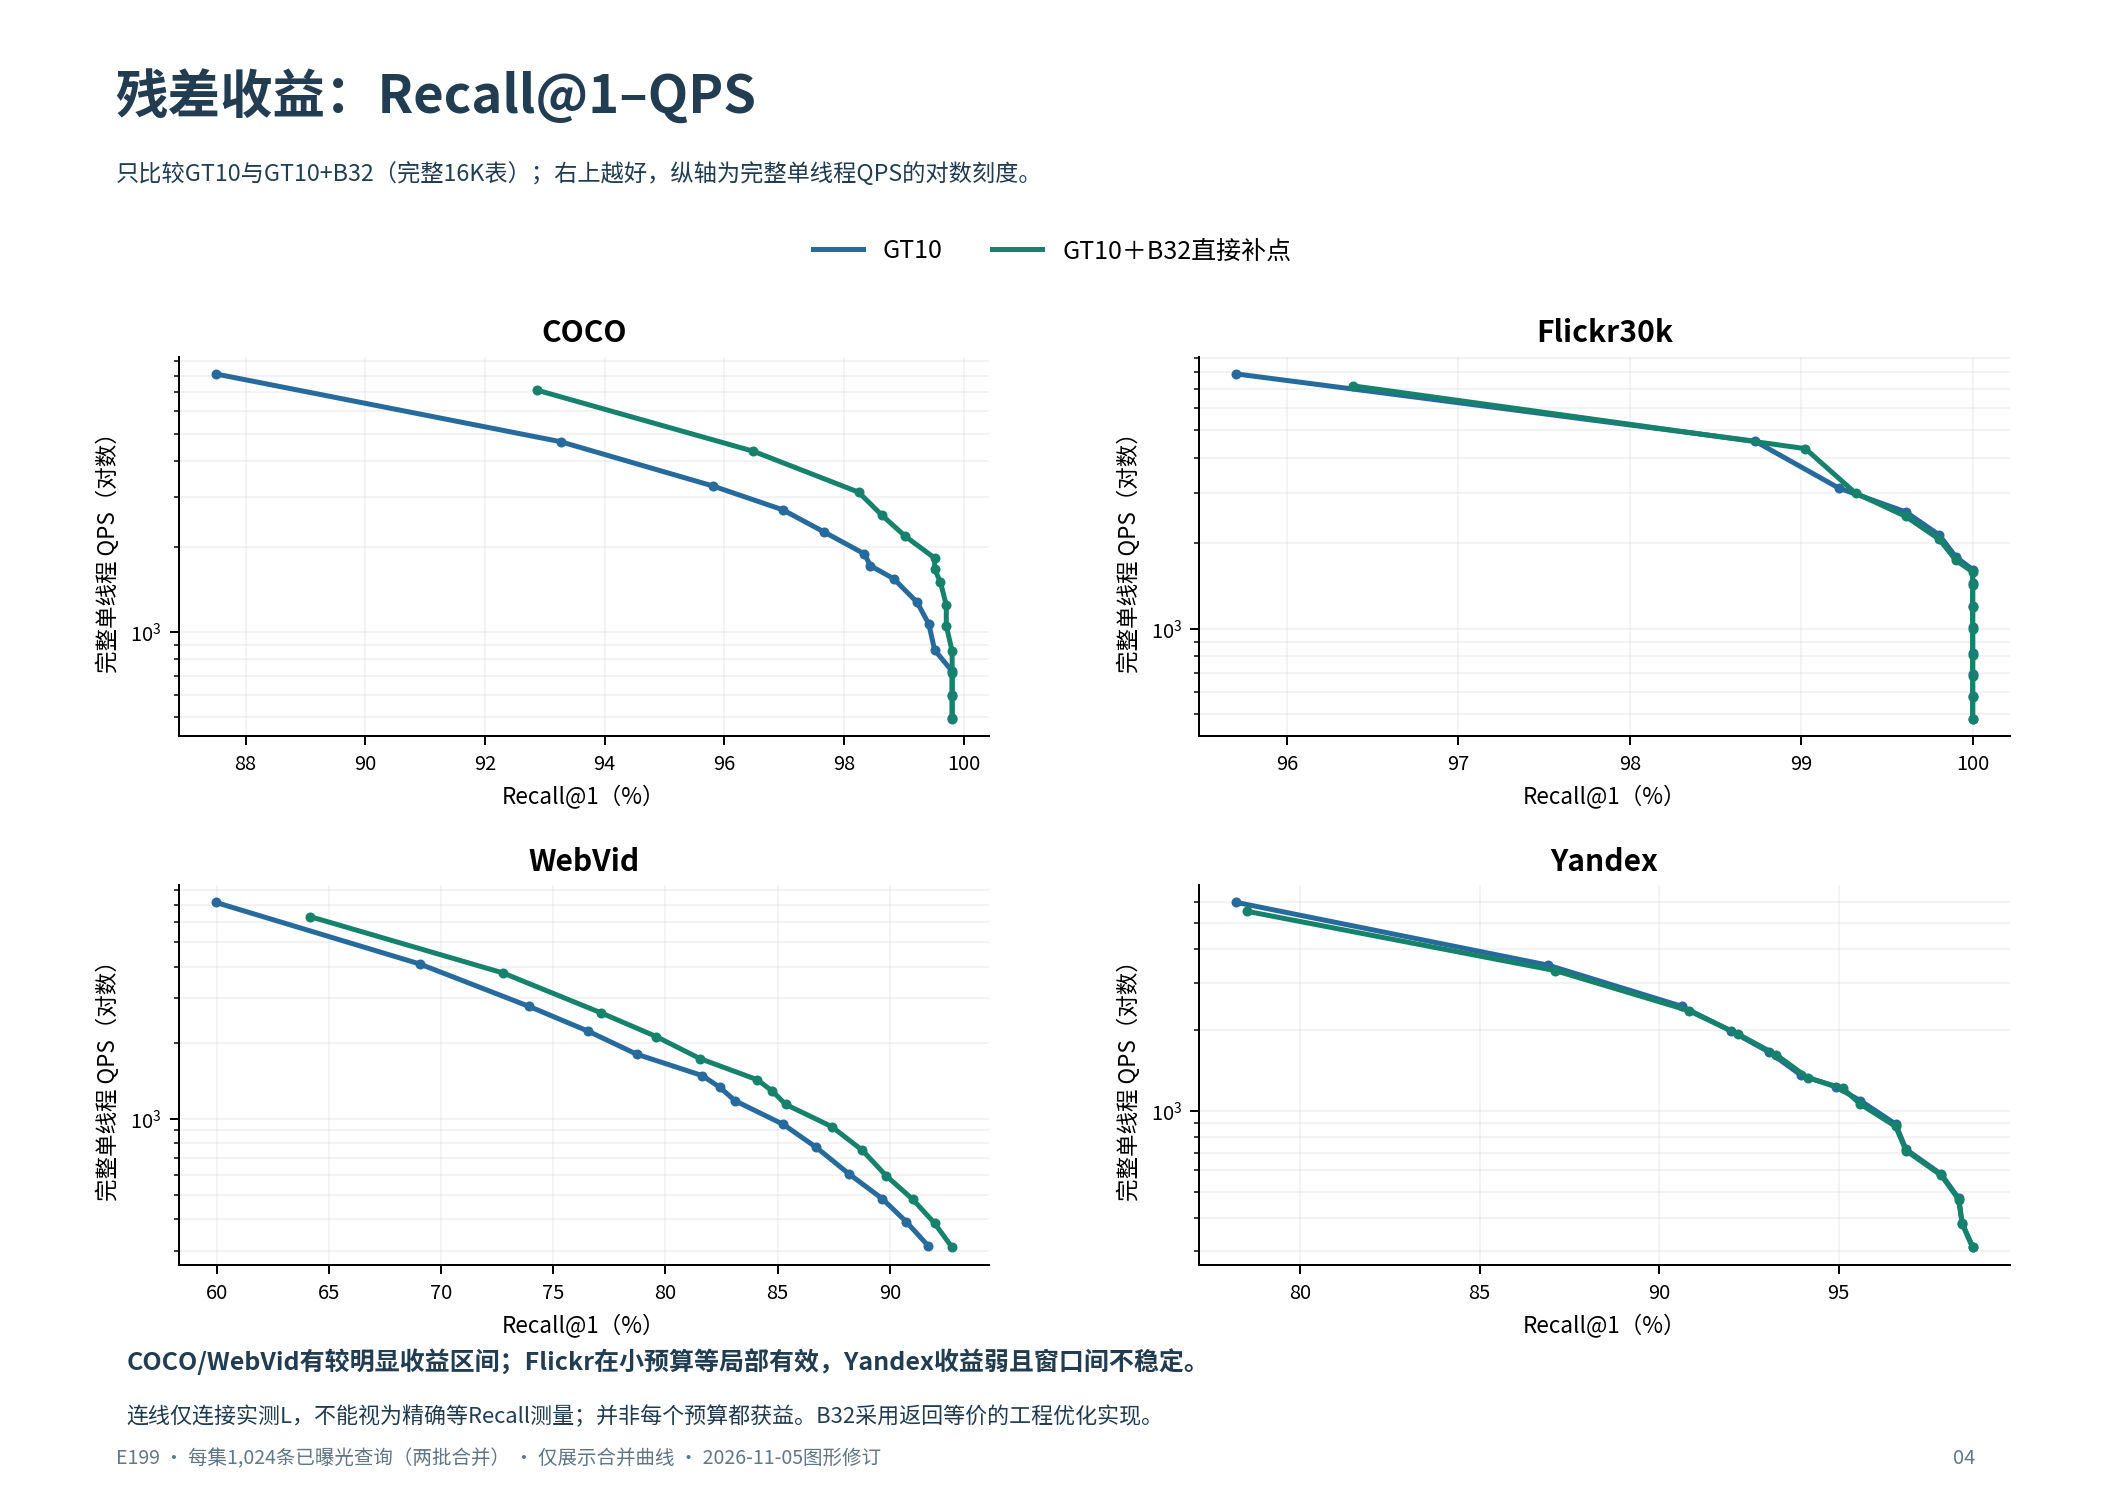 残差收益：Recall@1–QPS
只比较GT10与GT10+B32（完整16K表）；右上越好，纵轴为完整单线程QPS的对数刻度。
GT10
GT10＋B32直接补点
COCO
完整单线程 QPS（对数）
10³
88 90 92 94 96 98 100
Recall@1（%）
Flickr30k
完整单线程 QPS（对数）
10³
96 97 98 99 100
Recall@1（%）
WebVid
完整单线程 QPS（对数）
10³
60 65 70 75 80 85 90
Recall@1（%）
Yandex
完整单线程 QPS（对数）
10³
80 85 90 95
Recall@1（%）
COCO/WebVid有较明显收益区间；Flickr在小预算等局部有效，Yandex收益弱且窗口间不稳定。
连线仅连接实测L，不能视为精确等Recall测量；并非每个预算都获益。B32采用返回等价的工程优化实现。
E199 · 每集1,024条已曝光查询（两批合并） · 仅展示合并曲线 · 2026-11-05图形修订
04